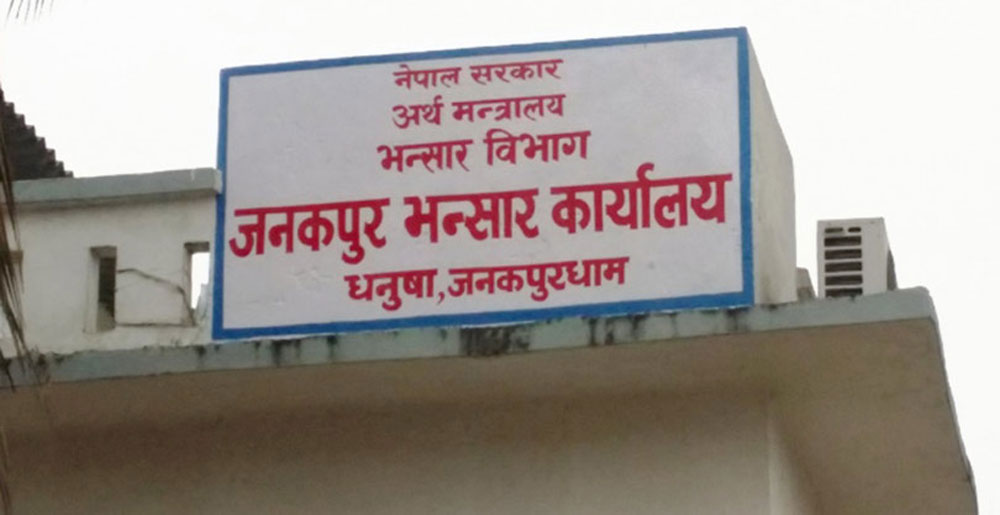 नेपाल सरकार
अर्थ मन्त्रालय
भन्सार विभाग
जनकपुर भन्सार कार्यालय
धनुषा,जनकपुरधाम